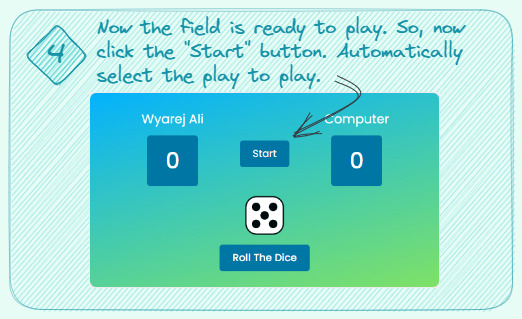 4
Now the field is ready to play. So, now
click the "Start" button. Automatically
select the play to play.
Wyarej Ali
Computer
0
Start
0
Roll The Dice